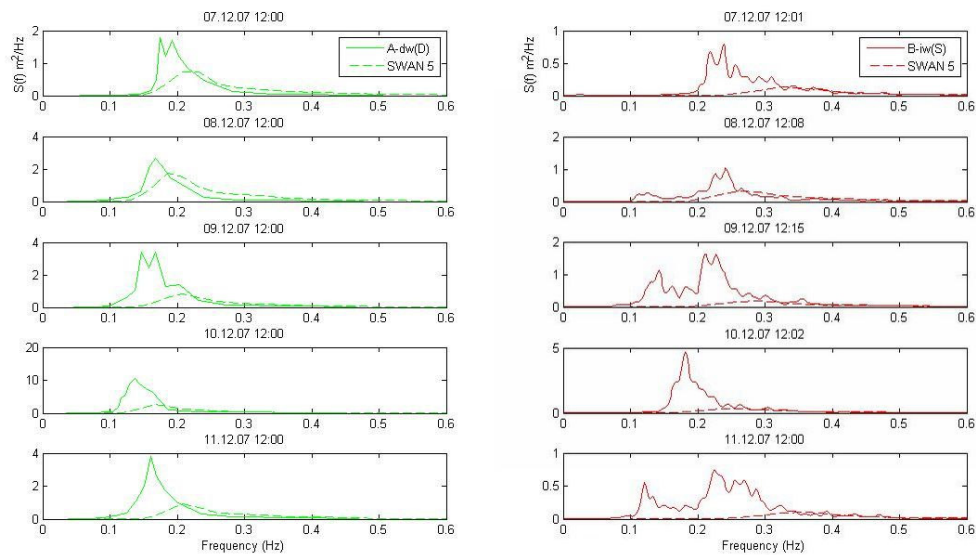 07.12.07 12:00
S(f) m²/Hz
2
1
0
A-dw(D)
SWAN 5
0 0.1 0.2 0.3 0.4 0.5 0.6
08.12.07 12:00
4
2
0
0 0.1 0.2 0.3 0.4 0.5 0.6
09.12.07 12:00
4
2
0
0 0.1 0.2 0.3 0.4 0.5 0.6
10.12.07 12:00
20
10
0
0 0.1 0.2 0.3 0.4 0.5 0.6
11.12.07 12:00
4
2
0
0 0.1 0.2 0.3 0.4 0.5 0.6
Frequency (Hz)
07.12.07 12:01
S(f) m²/Hz
1
0.5
0
B-iw(S)
SWAN 5
0 0.1 0.2 0.3 0.4 0.5 0.6
08.12.07 12:08
2
1
0
0 0.1 0.2 0.3 0.4 0.5 0.6
09.12.07 12:15
2
1
0
0 0.1 0.2 0.3 0.4 0.5 0.6
10.12.07 12:02
5
0
0 0.1 0.2 0.3 0.4 0.5 0.6
11.12.07 12:00
1
0.5
0
0 0.1 0.2 0.3 0.4 0.5 0.6
Frequency (Hz)